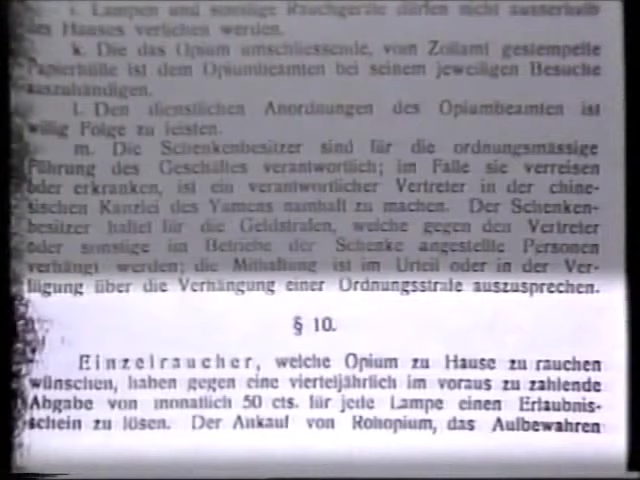 i. Lampen und sonstige Rauchgeräte dürfen nicht ausserhalb
des Hauses verliehen werden.
k. Die das Opium umschliessende, vom Zollamt gestempelte
Papierhülle ist dem Opiumbeamten bei seinem jeweiligen Besuche
auszuhändigen.
l. Den dienstlichen Anordnungen des Opiumbeamten ist
willig Folge zu leisten.
m. Die Schenkenbesitzer sind für die ordnungsmässige
Führung des Geschäftes verantwortlich; im Falle sie verreisen
oder erkranken, ist ein verantwortlicher Vertreter in der chine-
sischen Kanzlei des Yamens namhaft zu machen. Der Schenken-
besitzer haftet für die Geldstrafen, welche gegen den Vertreter
oder sonstige im Betriebe der Schenke angestellte Personen
verhängt werden; die Mithaftung ist im Urteil oder in der Ver-
fügung über die Verhängung einer Ordnungsstrafe auszusprechen.
§ 10.
Einzelraucher, welche Opium zu Hause zu rauchen
wünschen, haben gegen eine vierteljährlich im voraus zu zahlende
Abgabe von monatlich 50 cts. für jede Lampe einen Erlaubnis-
schein zu lösen. Der Ankauf von Rohopium, das Aufbewahren